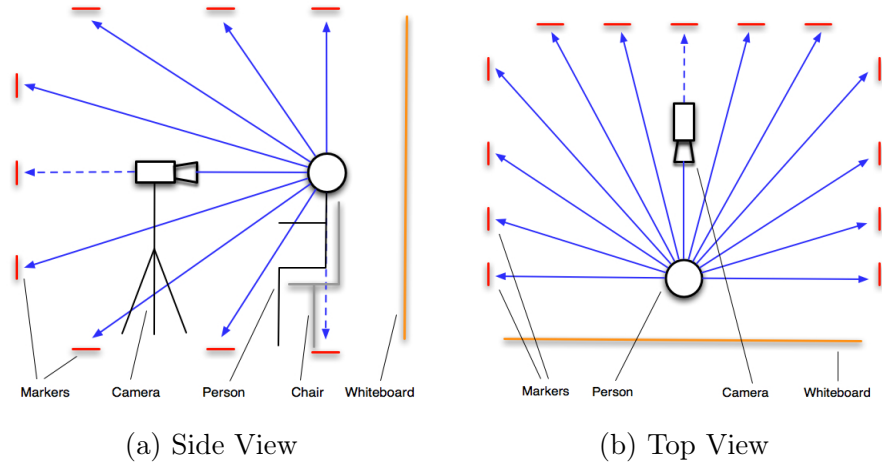 Markers Camera Person Chair Whiteboard
Markers Person Camera Whiteboard
(a) Side View
(b) Top View